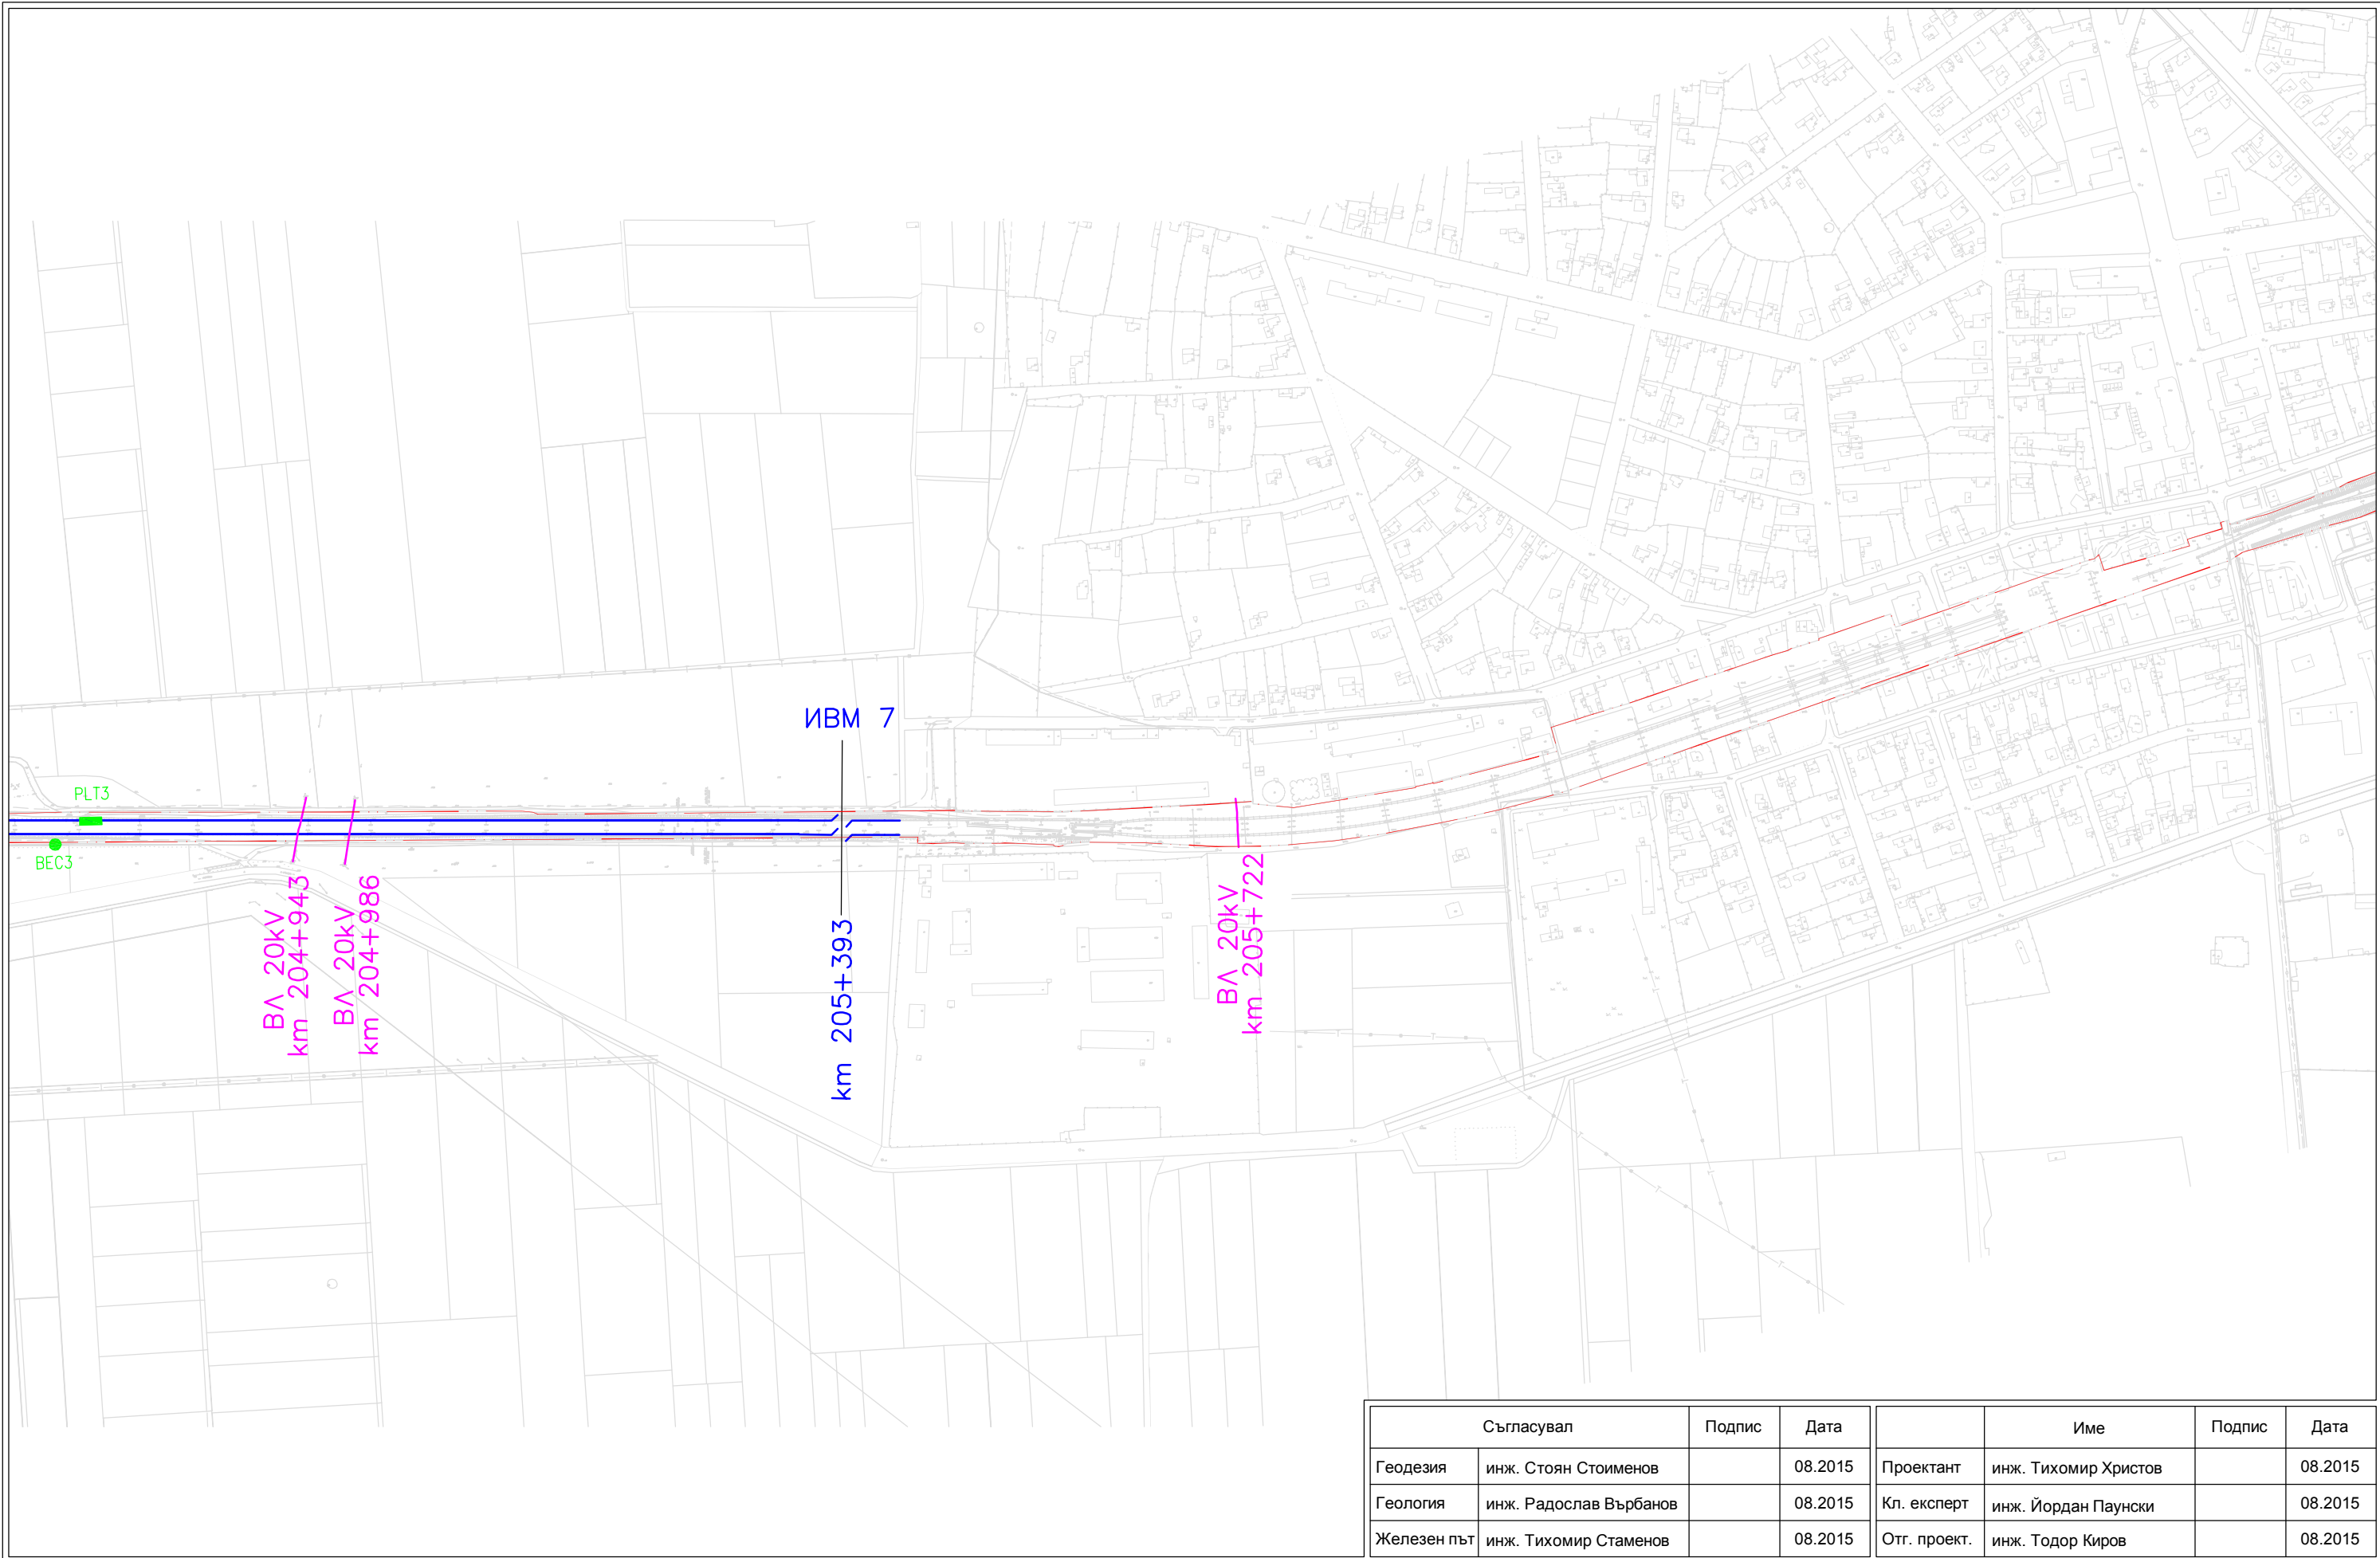 ИВМ 7
PLT3
BEC3
ВЛ 20kV
km 204+943
ВЛ 20kV
km 204+986
km 205+393
ВЛ 20kV
km 205+722
Съгласувал Подпис Дата
Геодезия инж. Стоян Стоименов 08.2015
Геология инж. Радослав Върбанов 08.2015
Железен път инж. Тихомир Стаменов 08.2015
Име Подпис Дата
Проектант инж. Тихомир Христов 08.2015
Кл. експерт инж. Йордан Паунски 08.2015
Отг. проект. инж. Тодор Киров 08.2015